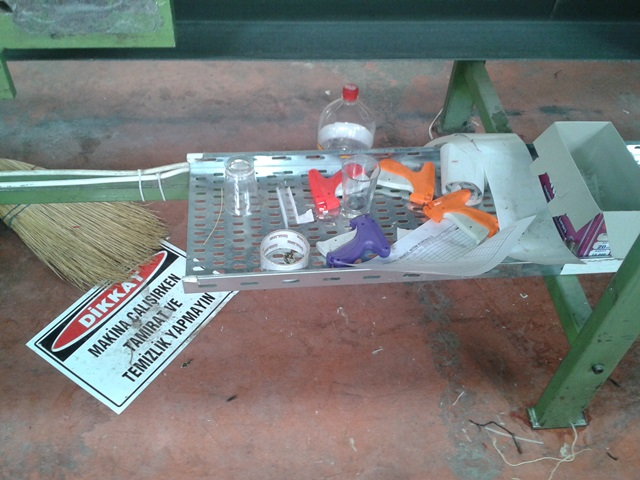 DİKKAT
MAKİNA ÇALIŞIRKEN
TAMİRAT VE
TEMİZLİK YAPMAYIN